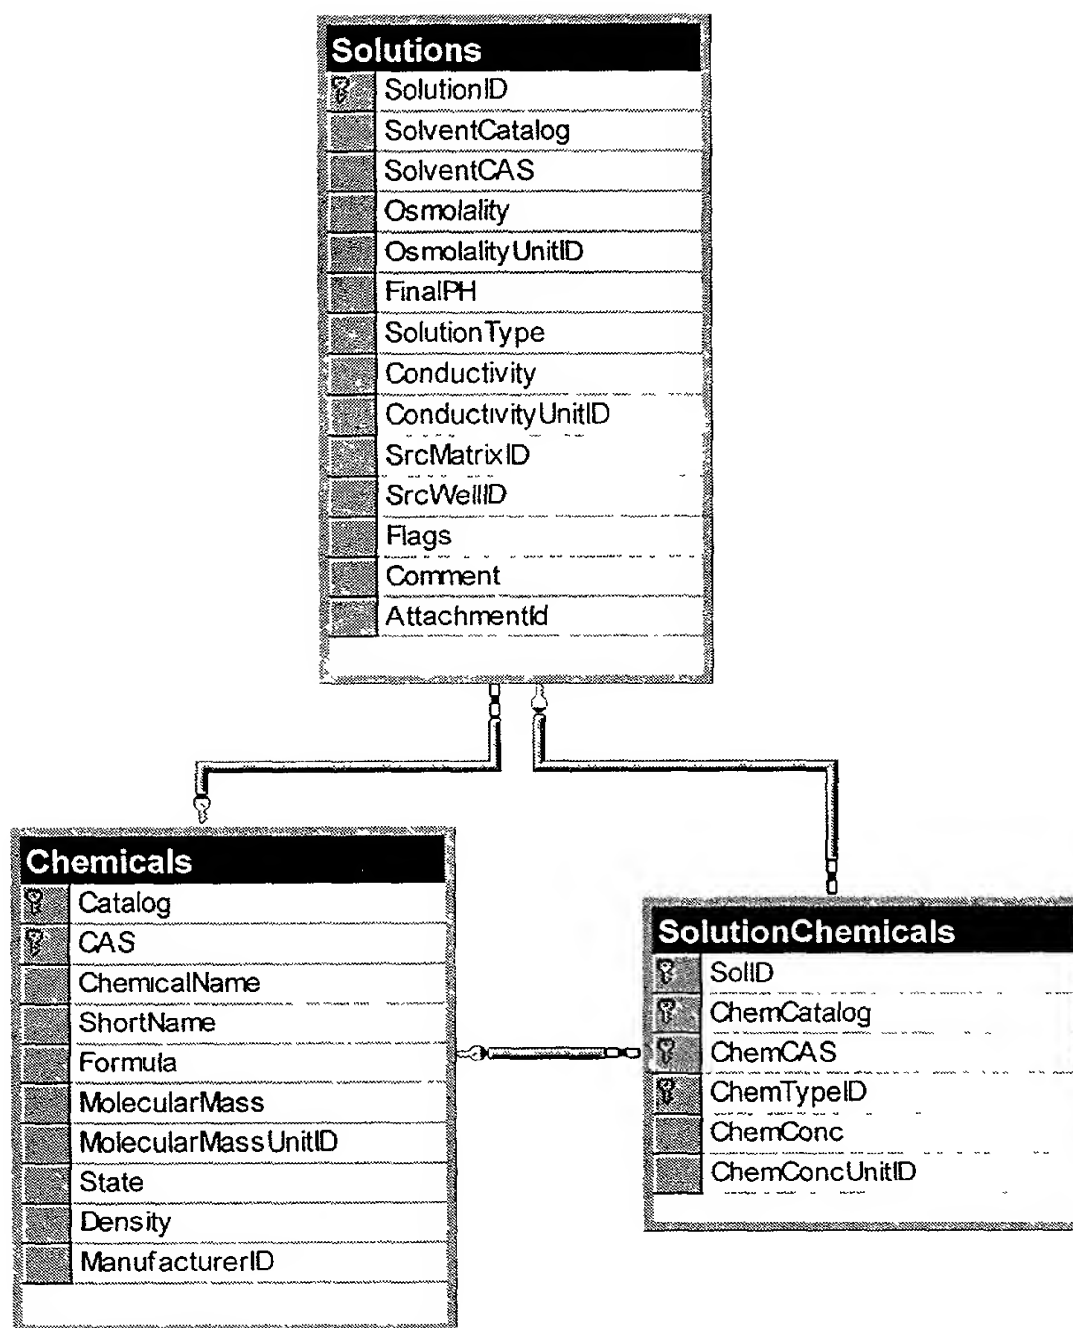 Solutions
SolutionID
SolventCatalog
SolventCAS
Osmolality
OsmolalityUnitID
FinalPH
SolutionType
Conductivity
ConductivityUnitID
SrcMatrixID
SrcWellID
Flags
Comment
AttachmentId
Chemicals
Catalog
CAS
ChemicalName
ShortName
Formula
MolecularMass
MolecularMassUnitID
State
Density
ManufacturerID
SolutionChemicals
SolID
ChemCatalog
ChemCAS
ChemTypeID
ChemConc
ChemConcUnitID